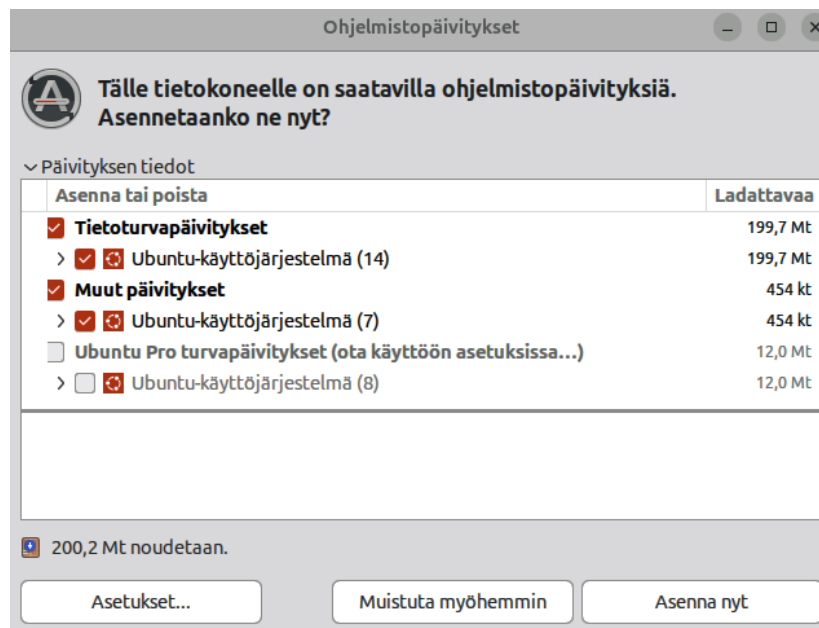 Ohjelmistopäivitykset
Tälle tietokoneelle on saatavilla ohjelmistopäivityksiä.
Asennetaanko ne nyt?
Päivityksen tiedot
Asenna tai poista Ladattavaa
Tietoturvapäivitykset 199,7 Mt
Ubuntu-käyttöjärjestelmä (14) 199,7 Mt
Muut päivitykset 454 kt
Ubuntu-käyttöjärjestelmä (7) 454 kt
Ubuntu Pro turvapäivitykset (ota käyttöön asetuksissa…) 12,0 Mt
Ubuntu-käyttöjärjestelmä (8) 12,0 Mt
200,2 Mt noudetaan.
Asetukset... Muistuta myöhemmin Asenna nyt